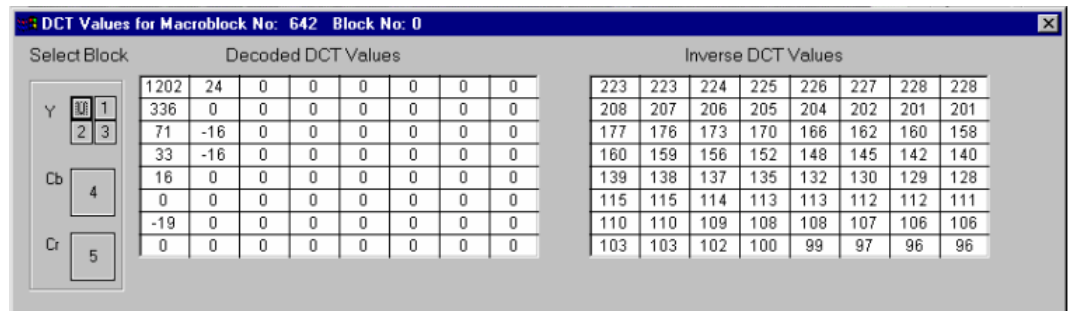 DCT Values for Macroblock No: 642 Block No: 0
Select Block Decoded DCT Values Inverse DCT Values
1202 24 0 0 0 0 0 0 223 223 224 225 226 227 228 228
Y 0 1 336 0 0 0 0 0 0 0 208 207 206 205 204 202 201 201
2 3 71 -16 0 0 0 0 0 0 177 176 173 170 166 162 160 158
33 -16 0 0 0 0 0 0 160 159 156 152 148 145 142 140
Cb 4 16 0 0 0 0 0 0 0 139 138 137 135 132 130 129 128
0 0 0 0 0 0 0 0 115 115 114 113 113 112 112 111
-19 0 0 0 0 0 0 0 110 110 109 108 108 107 106 106
Cr 5 0 0 0 0 0 0 0 0 103 103 102 100 99 97 96 96